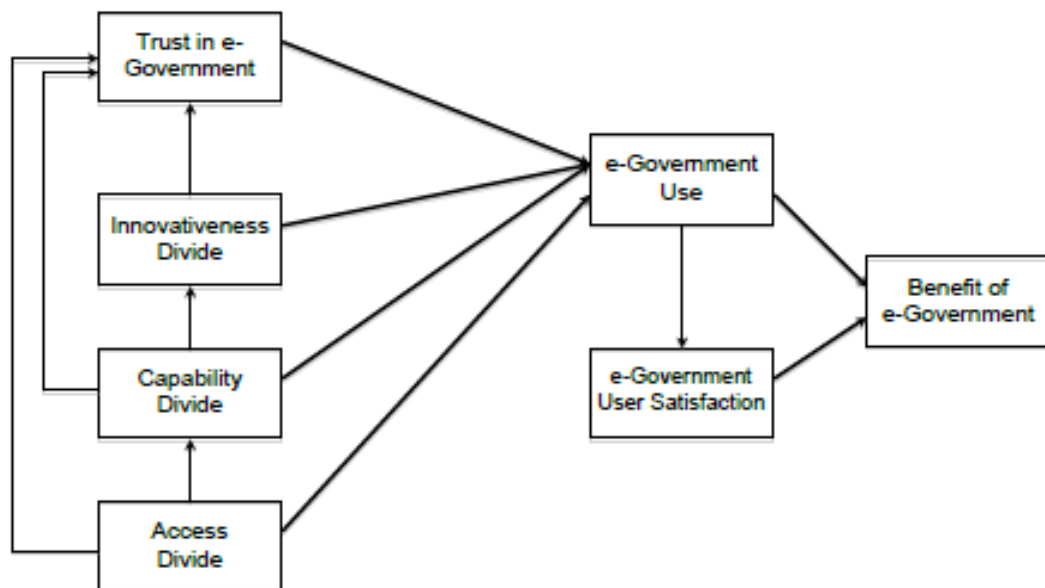 Trust in e-
Government
e-Government
Use
Innovativeness
Divide
Benefit of
e-Government
Capability
Divide
e-Government
User Satisfaction
Access
Divide